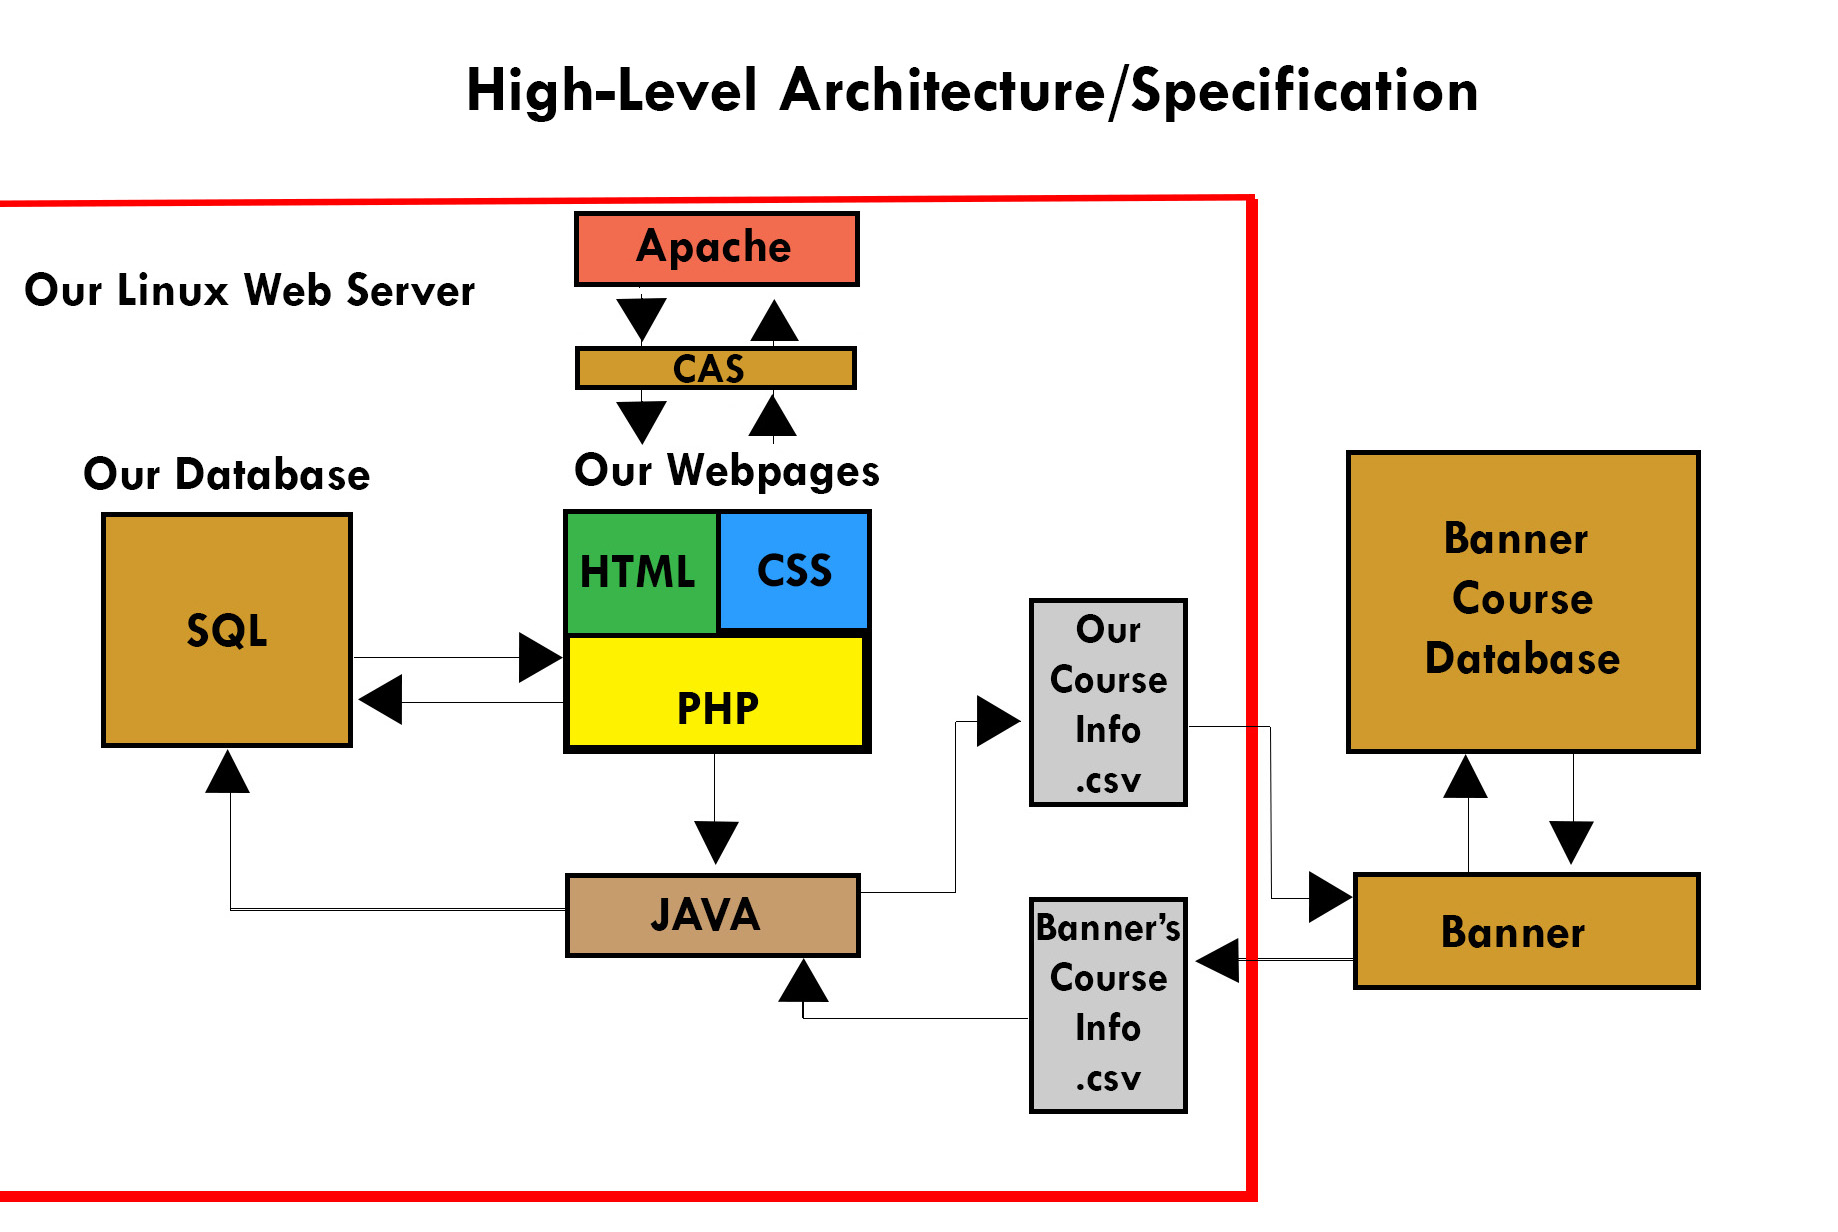 High-Level Architecture/Specification
Apache
Our Linux Web Server
CAS
Our Database
Our Webpages
HTML
CSS
SQL
PHP
Our
Course
Info
.csv
Banner
Course
Database
JAVA
Banner's
Course
Info
.csv
Banner